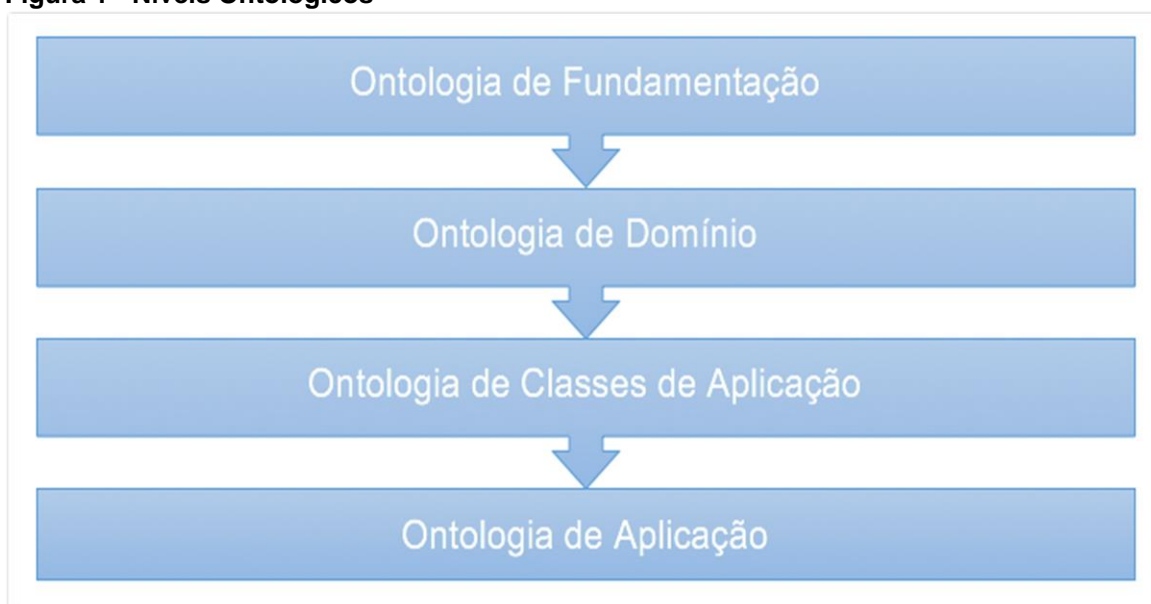 Figura 1 - Níveis Ontológicos
Ontologia de Fundamentação
Ontologia de Domínio
Ontologia de Classes de Aplicação
Ontologia de Aplicação